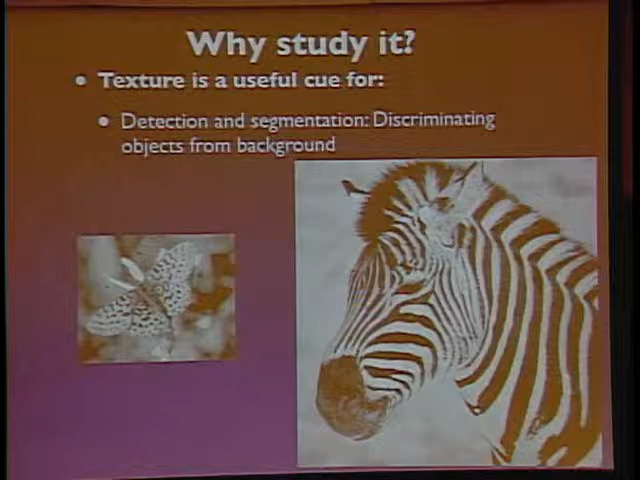 Why study it?
• Texture is a useful cue for:
• Detection and segmentation: Discriminating
objects from background